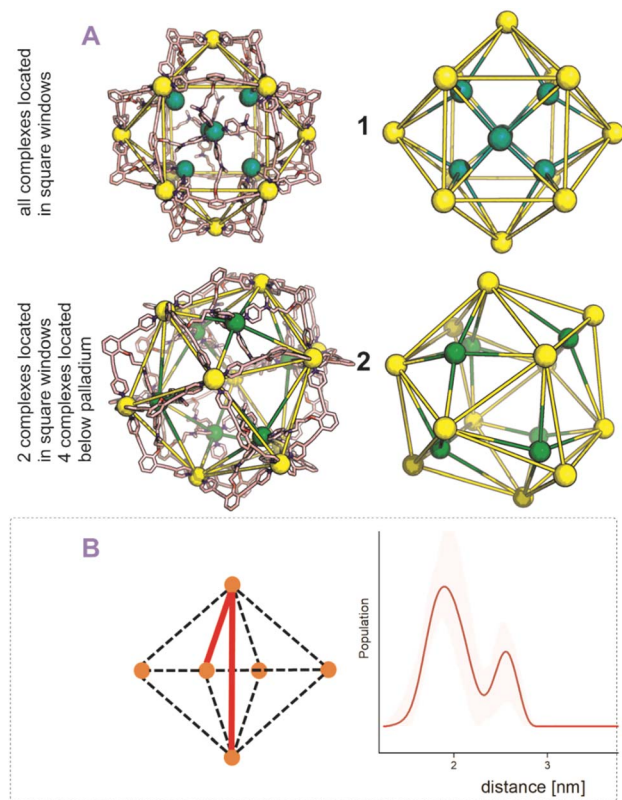 A
all complexes located
in square windows
1
2 complexes located
in square windows
4 complexes located
below palladium
2
B
Population
2
3
distance [nm]